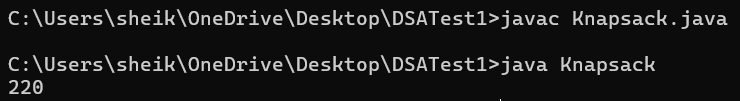 C:\Users\sheik\OneDrive\Desktop\DSATest1>javac Knapsack.java
C:\Users\sheik\OneDrive\Desktop\DSATest1>java Knapsack
220